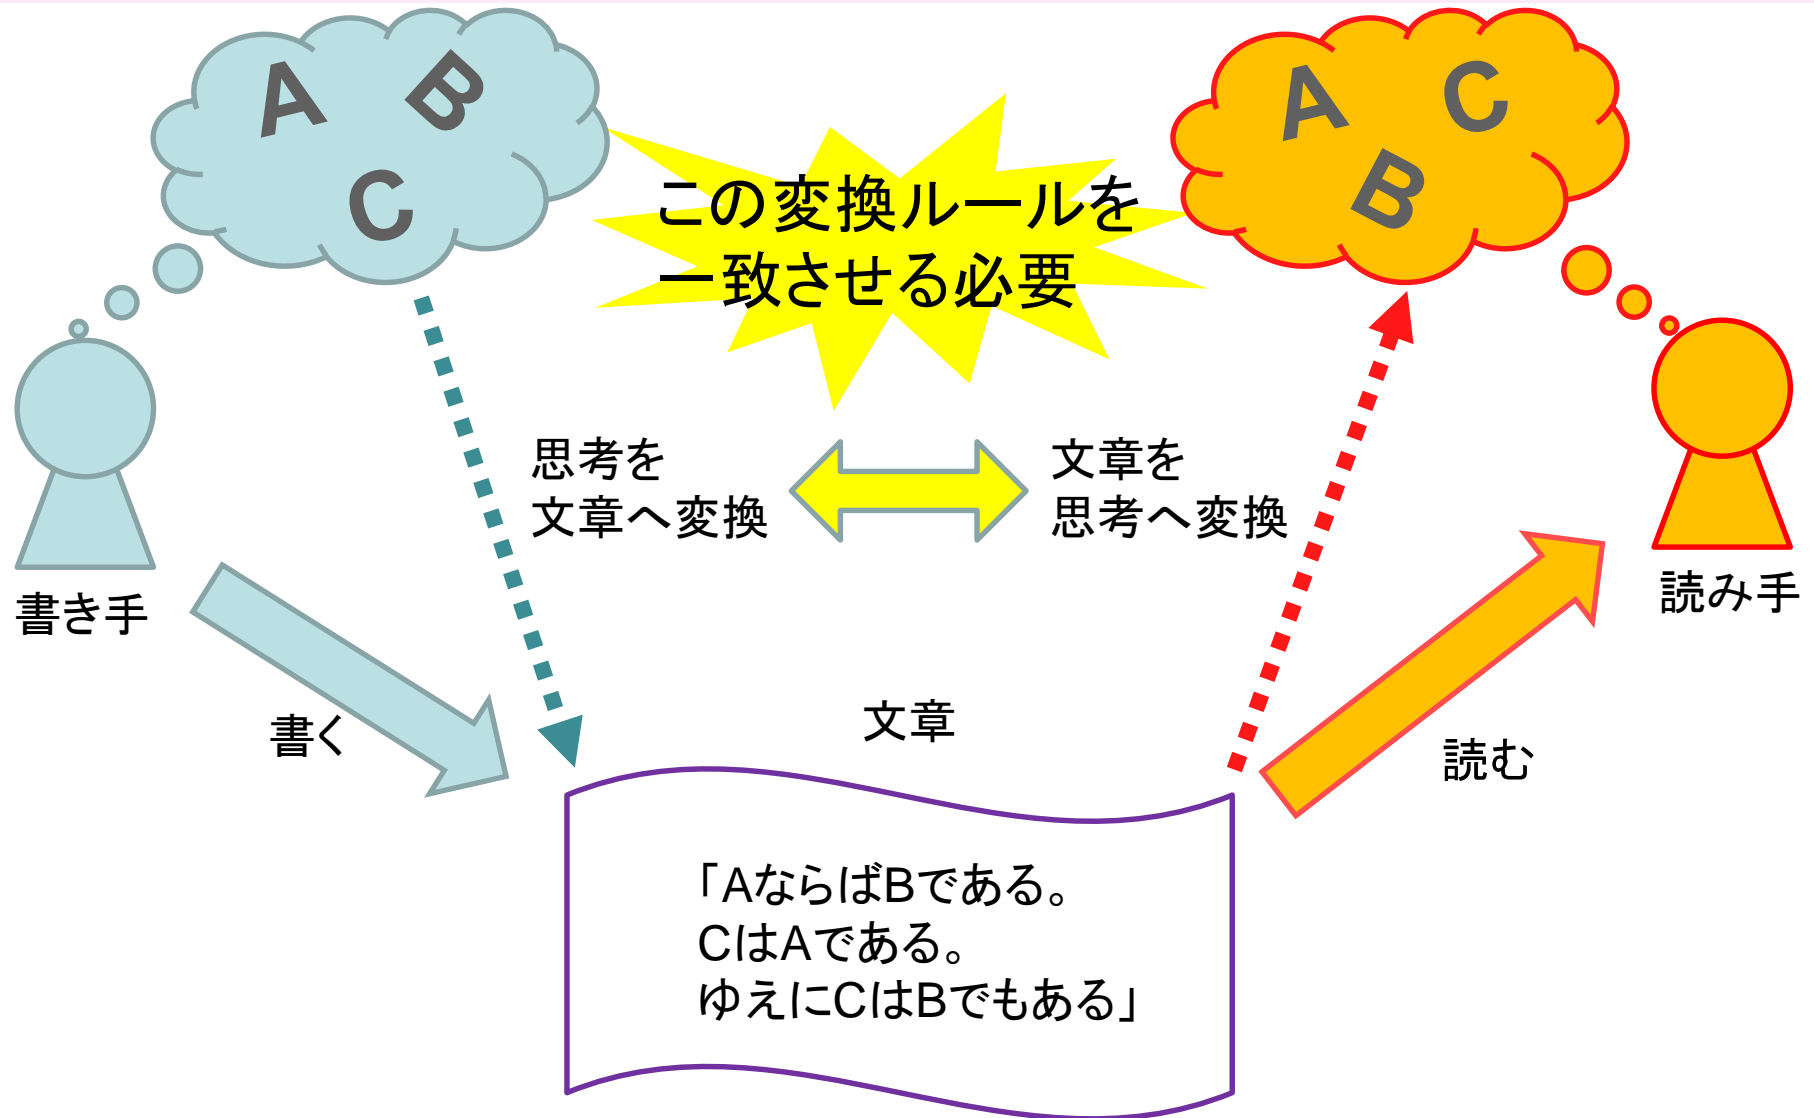 A B
C
A C
B
この変換ルールを
一致させる必要
思考を
文章へ変換
文章を
思考へ変換
書き手
読み手
書く
文章
読む
「AならばBである。
CはAである。
ゆえにCはBでもある」